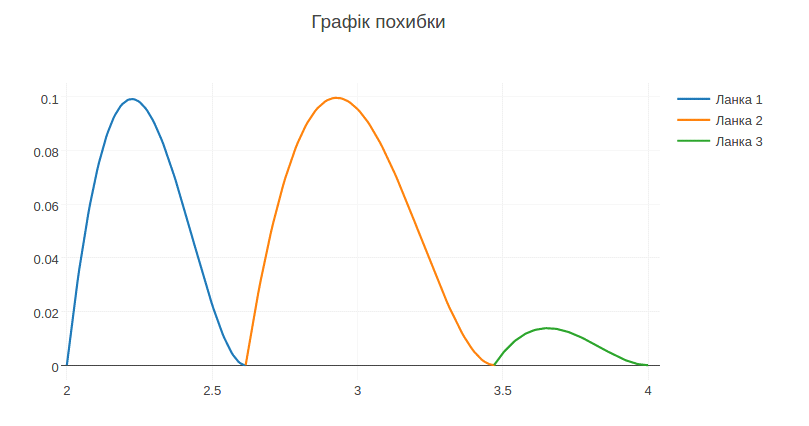 Графік похибки
0.1
0.08
0.06
0.04
0.02
0
2
2.5
3
3.5
4
Ланка 1
Ланка 2
Ланка 3